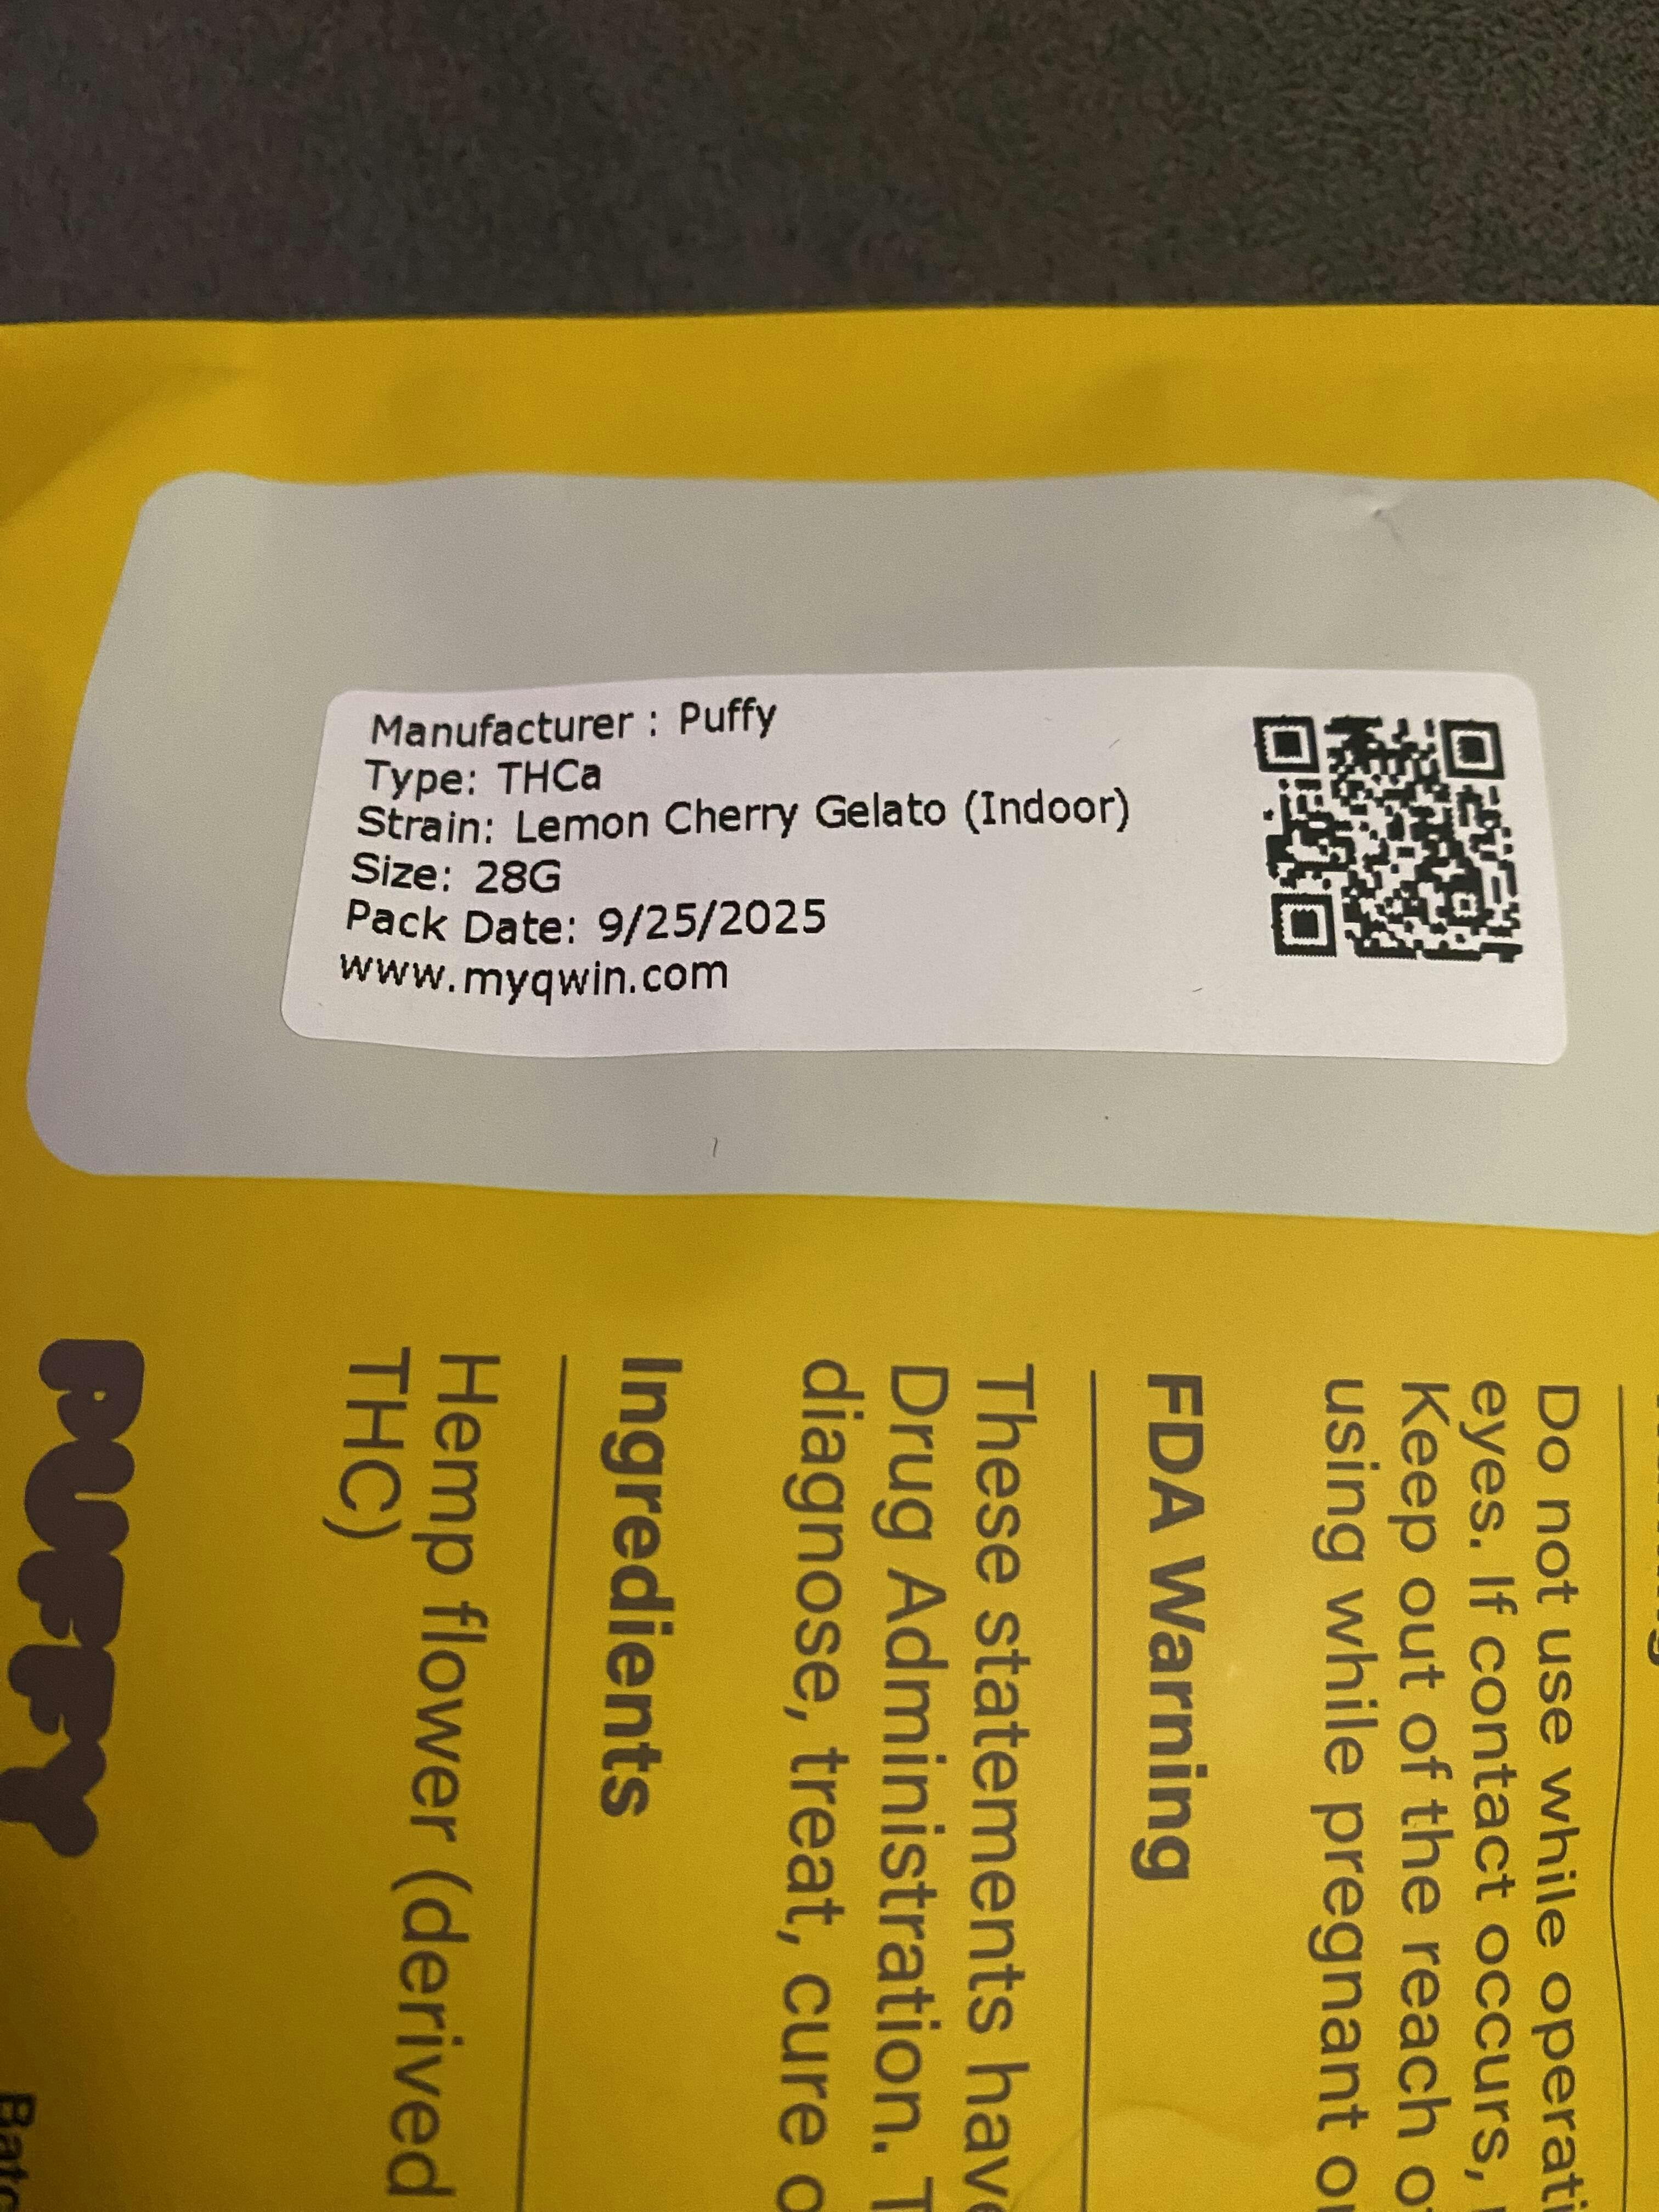 Manufacturer : Puffy
Type: THCa
Strain: Lemon Cherry Gelato (Indoor)
Size: 28G
Pack Date: 9/25/2025
www.myqwin.com
Do not use while operati
eyes. If contact occurs,
Keep out of the reach o
using while pregnant o
FDA Warning
These statements have
Drug Administration. T
diagnose, treat, cure o
Ingredients
Hemp flower (derived
THC)
PUFFY
Batc